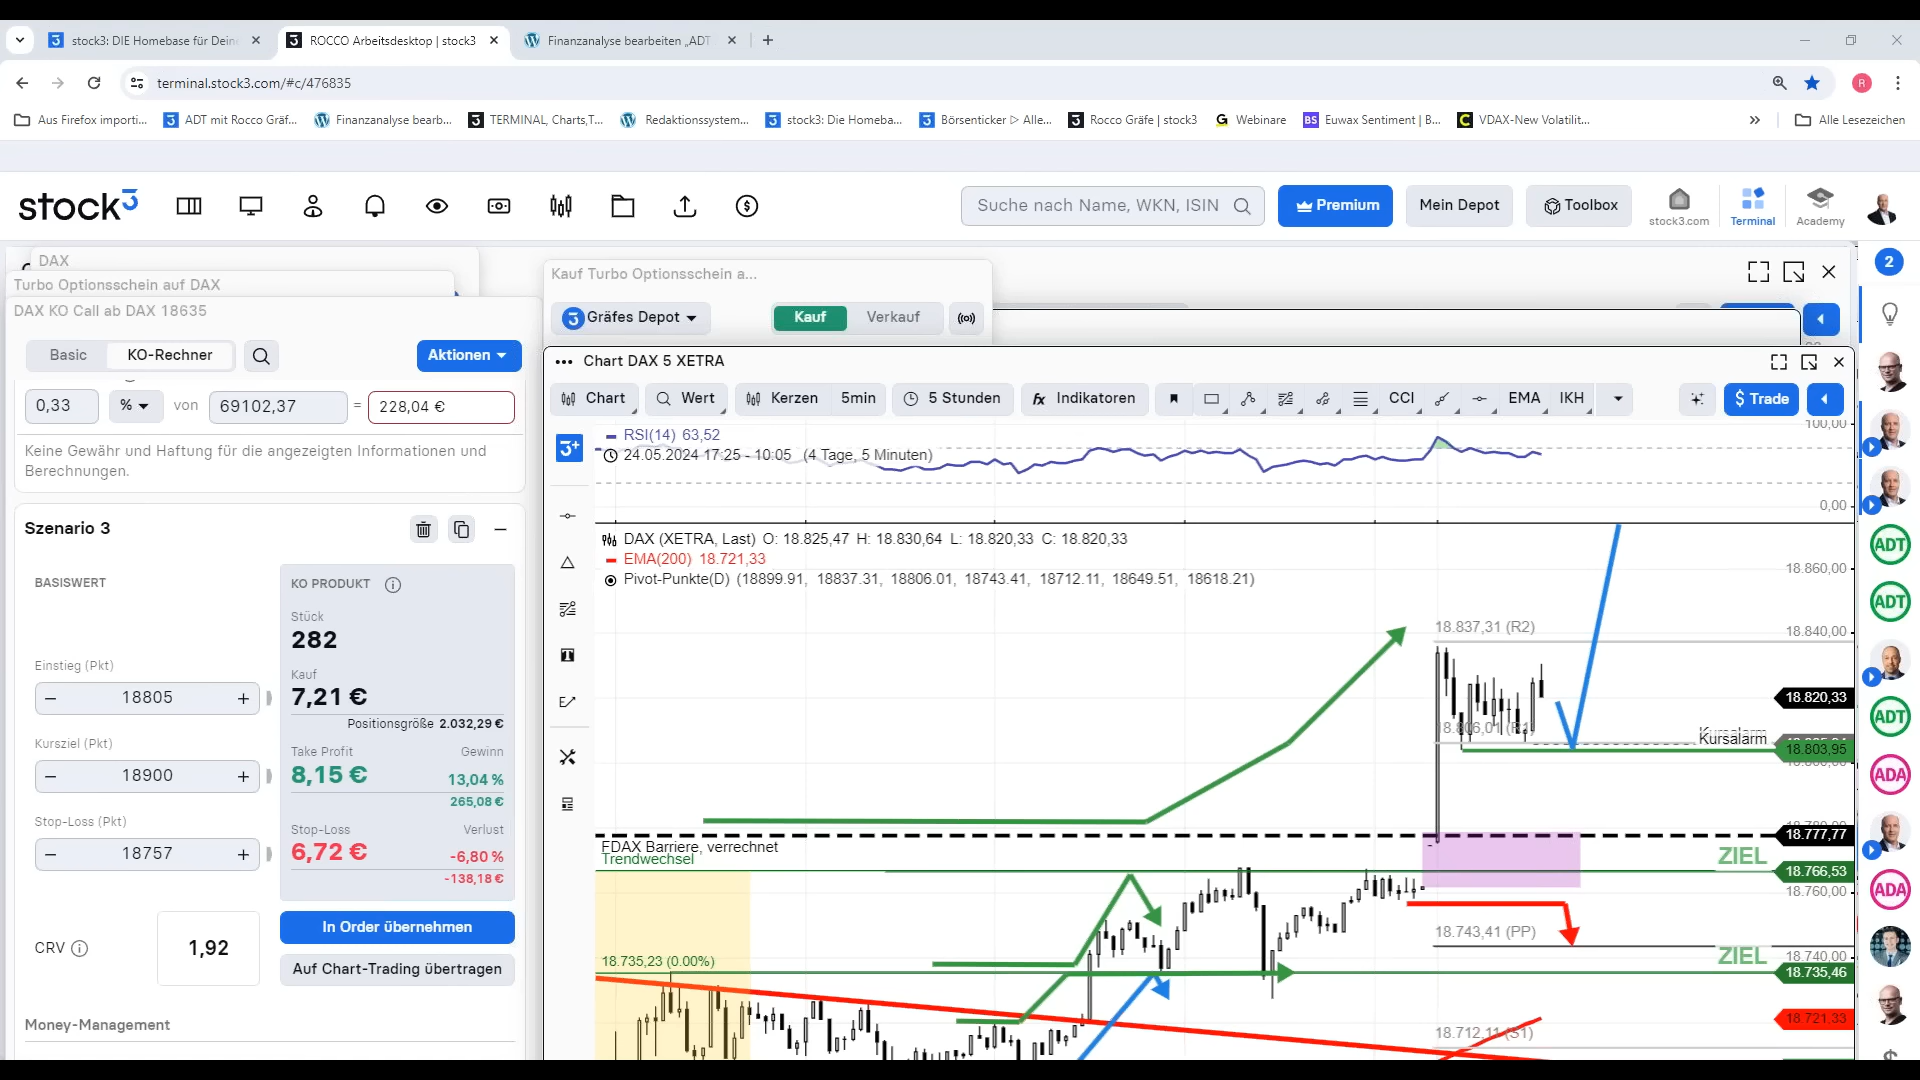 stock3: DIE Homebase für Dein
ROCCO Arbeitsdesktop | stock3
Finanzanalyse bearbeiten „ADT
terminal.stock3.com/#c/476835
R
Aus Firefox importi...
ADT mit Rocco Gräf...
Finanzanalyse bearb...
TERMINAL, Charts,T...
Redaktionssystem...
stock3: Die Homeba...
Börsenticker ▷ Alle...
Rocco Gräfe | stock3
Webinare
BS Euwax Sentiment | B...
VDAX-New Volatilit...
Alle Lesezeichen
stock3
Suche nach Name, WKN, ISIN
Premium
Mein Depot
Toolbox
stock3.com
Terminal
Academy
2
DAX
Turbo Optionsschein auf DAX
DAX KO Call ab DAX 18635
Basic
KO-Rechner
Aktionen
0,33
%
von
69102,37
=
228,04 €
Keine Gewähr und Haftung für die angezeigten Informationen und
Berechnungen.
Szenario 3
BASISWERT
Einstieg (Pkt)
− 18805 +
Kursziel (Pkt)
− 18900 +
Stop-Loss (Pkt)
− 18757 +
CRV
1,92
KO PRODUKT
Stück
282
Kauf
7,21 €
Positionsgröße 2.032,29 €
Take Profit
Gewinn
8,15 €
13,04 %
265,08 €
Stop-Loss
Verlust
6,72 €
-6,80 %
-138,18 €
In Order übernehmen
Auf Chart-Trading übertragen
Money-Management
Kauf Turbo Optionsschein a...
Gräfes Depot
Kauf
Verkauf
Chart DAX 5 XETRA
Chart
Wert
Kerzen
5min
5 Stunden
fx Indikatoren
CCI
EMA
IKH
$ Trade
3+
RSI(14) 63,52
24.05.2024 17:25 - 10:05 (4 Tage, 5 Minuten)
100,00
0,00
DAX (XETRA, Last) O: 18.825,47 H: 18.830,64 L: 18.820,33 C: 18.820,33
EMA(200) 18.721,33
Pivot-Punkte(D) (18899.91, 18837.31, 18806.01, 18743.41, 18712.11, 18649.51, 18618.21)
18.860,00
18.837,31 (R2)
18.840,00
18.820,33
18.806,01 (R1)
Kursalarm
18.803,95
18.777,77
FDAX Barriere, verrechnet
Trendwechsel
ZIEL
18.766,53
18.760,00
18.743,41 (PP)
18.740,00
ZIEL
18.735,23 (0.00%)
18.735,46
18.721,33
18.712,11 (S1)
ADT
ADT
ADT
ADA
ADA